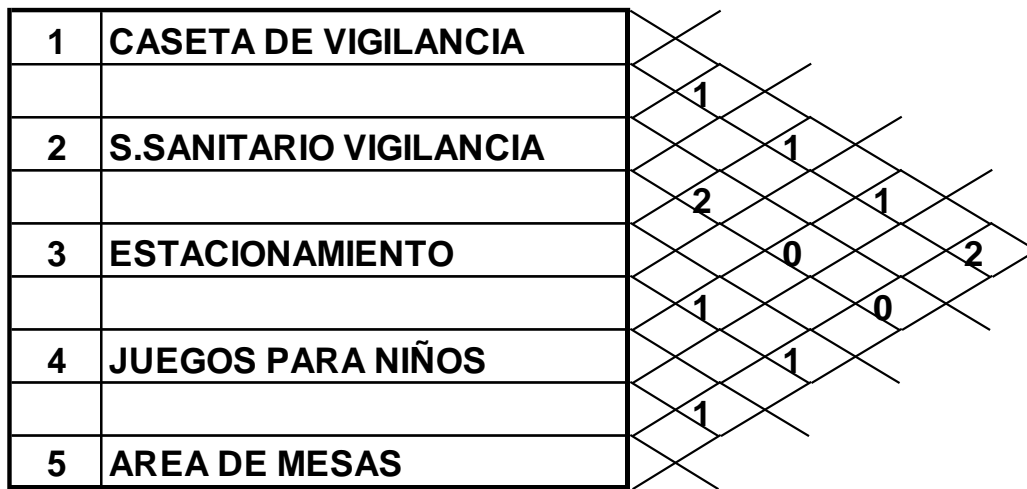 1 CASETA DE VIGILANCIA
1
2 S.SANITARIO VIGILANCIA 1
2 1
3 ESTACIONAMIENTO 0 2
1 0
4 JUEGOS PARA NIÑOS 1
1
5 AREA DE MESAS